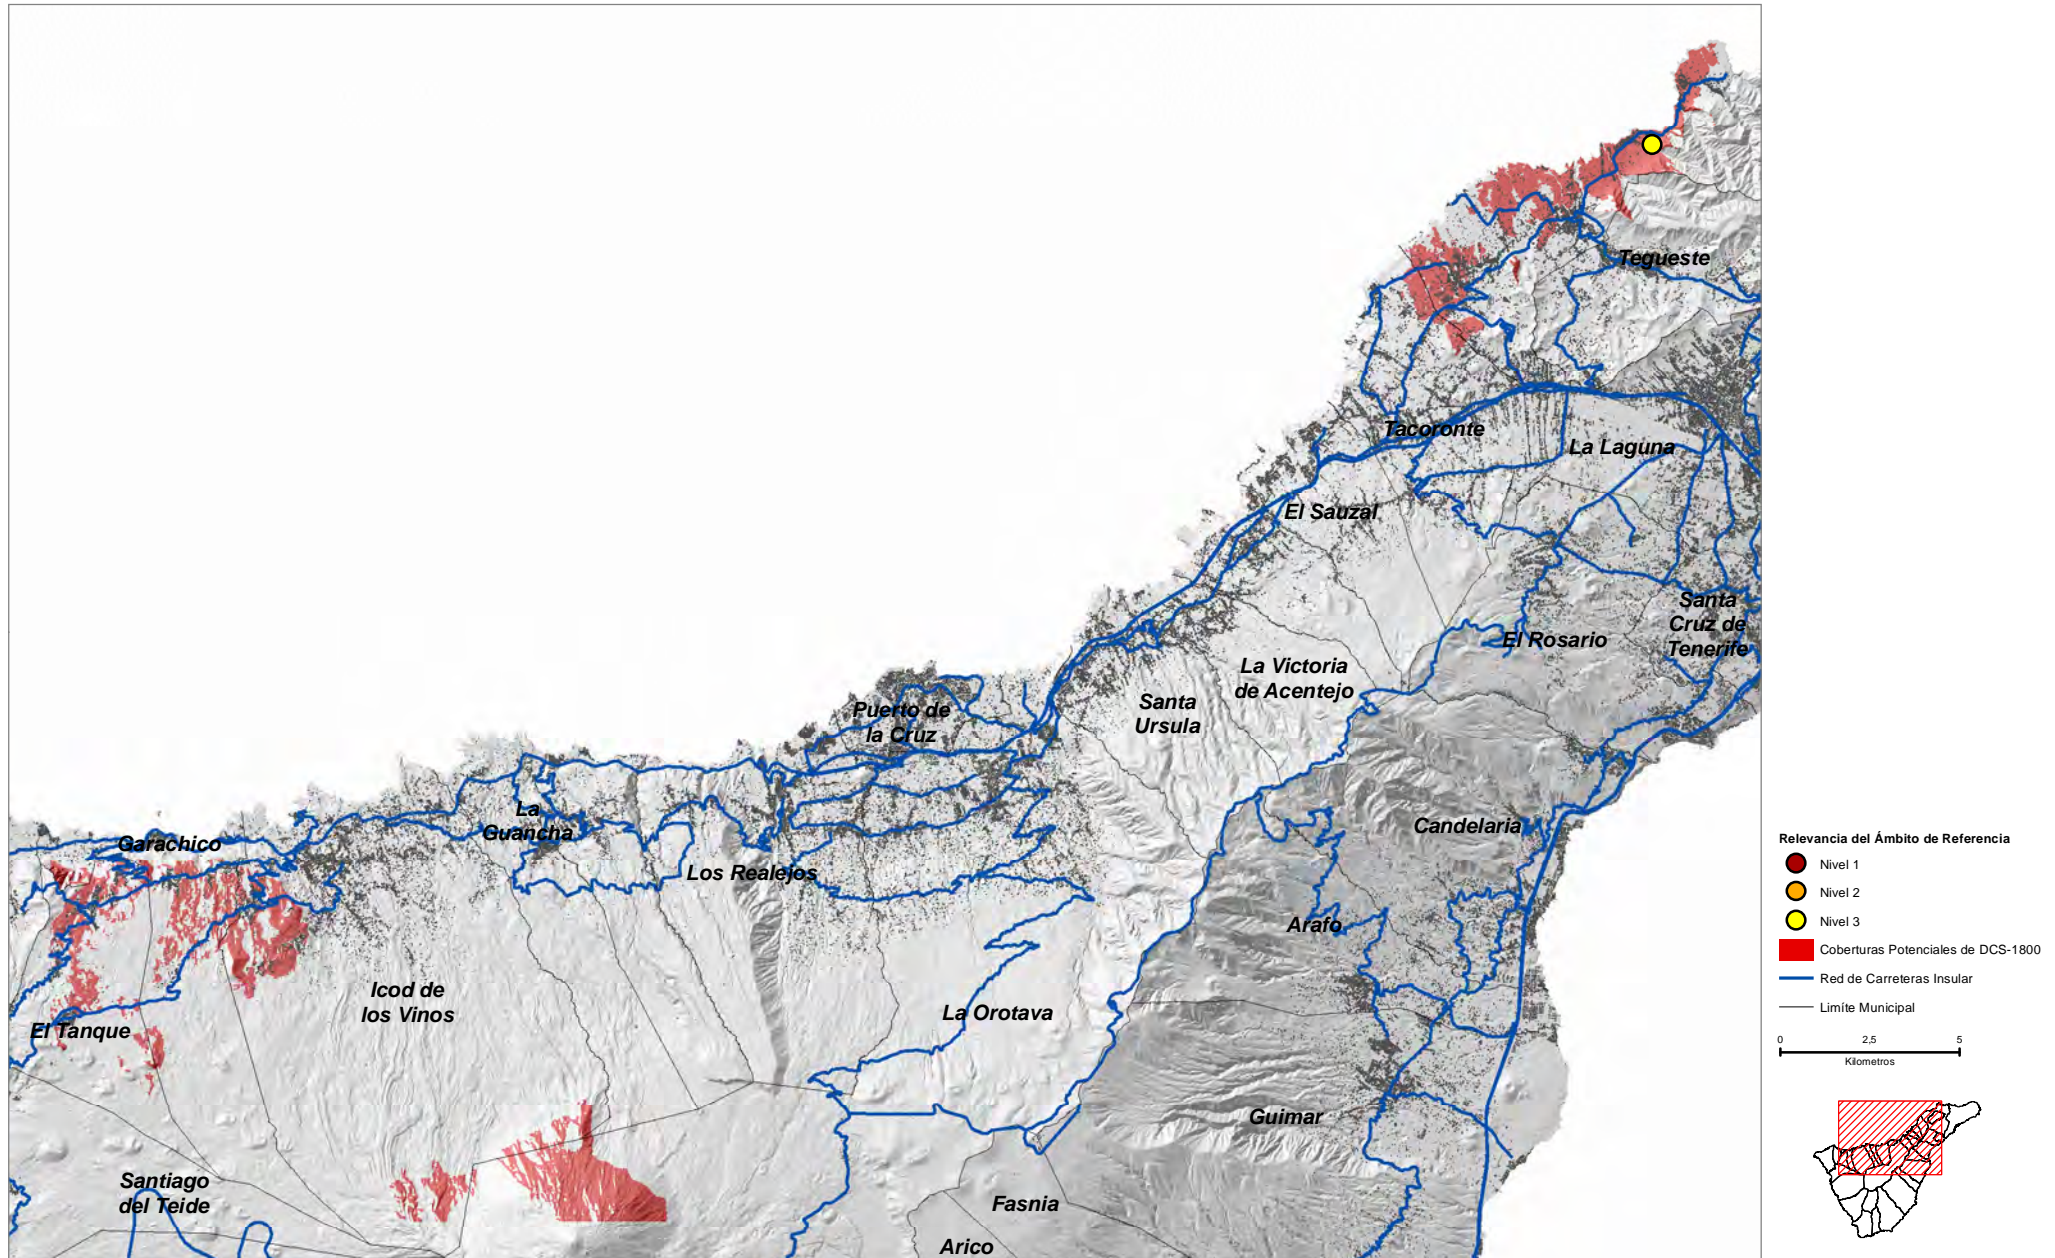 Tegueste
Tacoronte
La Laguna
El Sauzal
Santa
Cruz de
Tenerife
El Rosario
La Victoria
de Acentejo
Santa
Ursula
Puerto de
la Cruz
La
Guancha
Garachico
Candelaria
Los Realejos
Arafo
Icod de
los Vinos
La Orotava
El Tanque
Guimar
Santiago
del Teide
Fasnia
Arico
Relevancia del Ámbito de Referencia
Nivel 1
Nivel 2
Nivel 3
Coberturas Potenciales de DCS-1800
Red de Carreteras Insular
Limíte Municipal
0 2,5 5
Kilometros